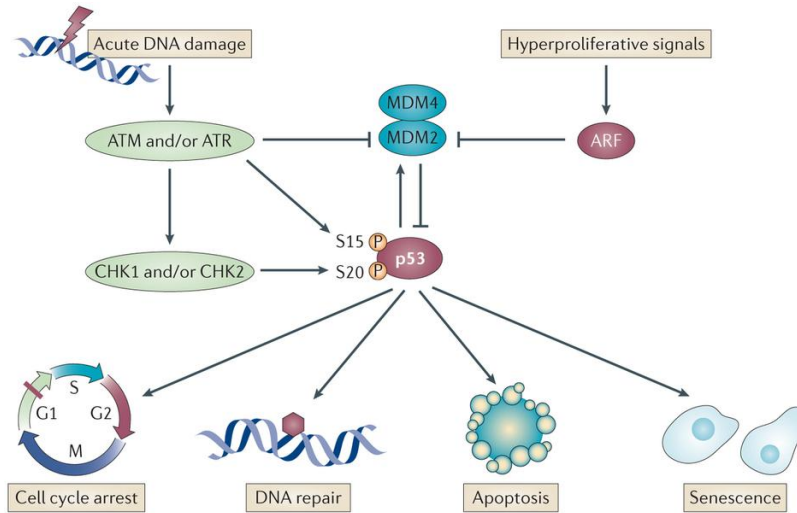 Acute DNA damage
Hyperproliferative signals
MDM4
ATM and/or ATR
MDM2
ARF
S15 P
p53
CHK1 and/or CHK2
S20 P
S
G1
G2
M
Cell cycle arrest
DNA repair
Apoptosis
Senescence